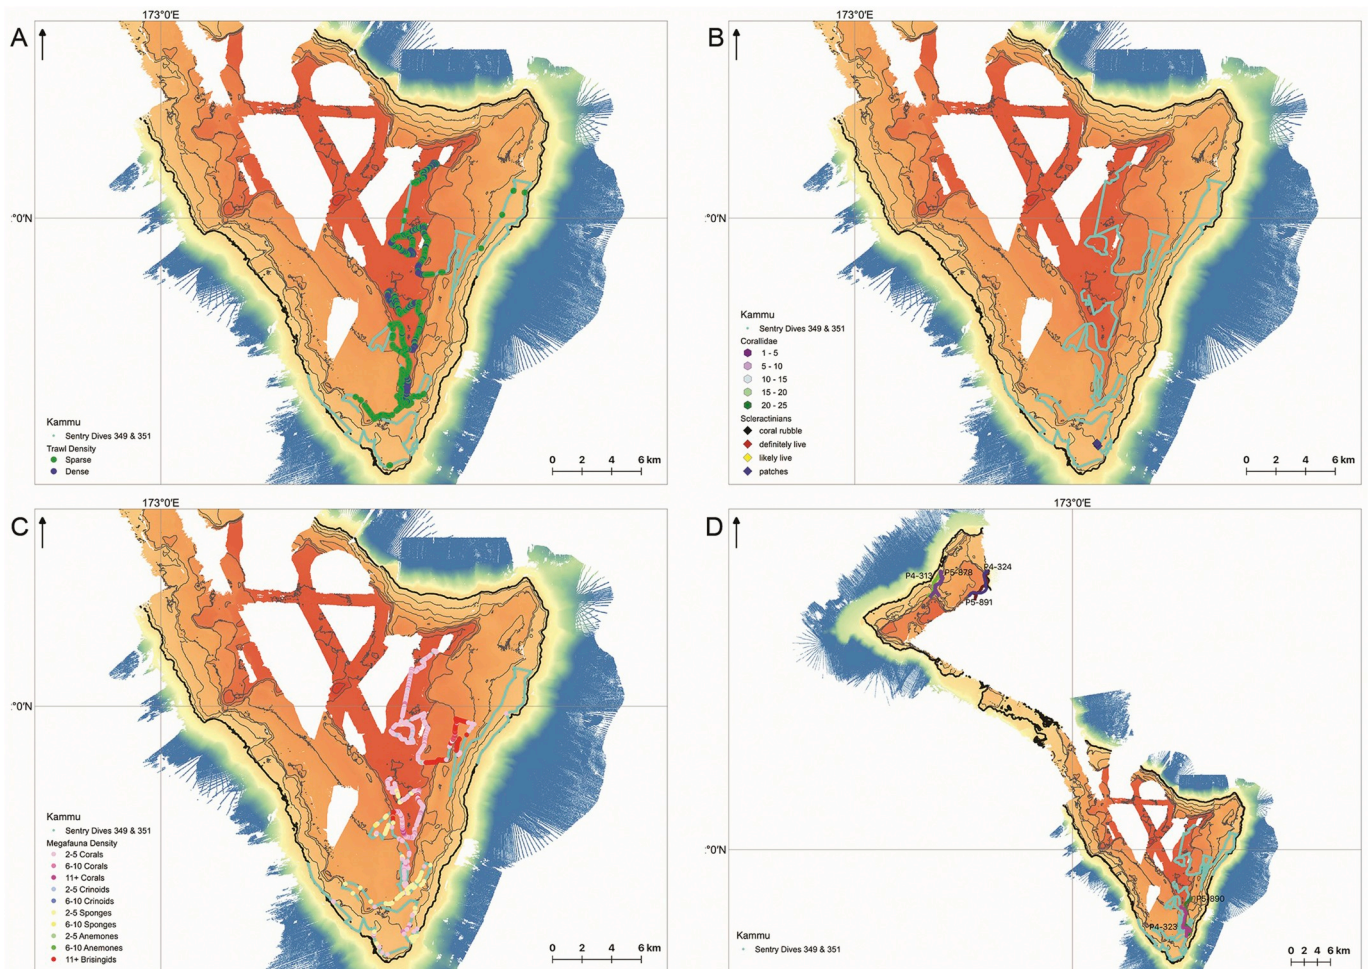 173°0'E
A
:°0'N
Kammu
Sentry Dives 349 & 351
Trawl Density
Sparse
Dense
0 2 4 6 km
173°0'E
B
:°0'N
Kammu
Sentry Dives 349 & 351
Corallidae
1 - 5
5 - 10
10 - 15
15 - 20
20 - 25
Scleractinians
coral rubble
definitely live
likely live
patches
0 2 4 6 km
173°0'E
C
:°0'N
Kammu
Sentry Dives 349 & 351
Megafauna Density
2-5 Corals
6-10 Corals
11+ Corals
2-5 Crinoids
6-10 Crinoids
2-5 Sponges
6-10 Sponges
2-5 Anemones
6-10 Anemones
11+ Brisingids
0 2 4 6 km
173°0'E
D
P4-313
P5-878
P4-324
P5-891
:°0'N
P5-890
P4-323
Kammu
Sentry Dives 349 & 351
0 2 4 6 km